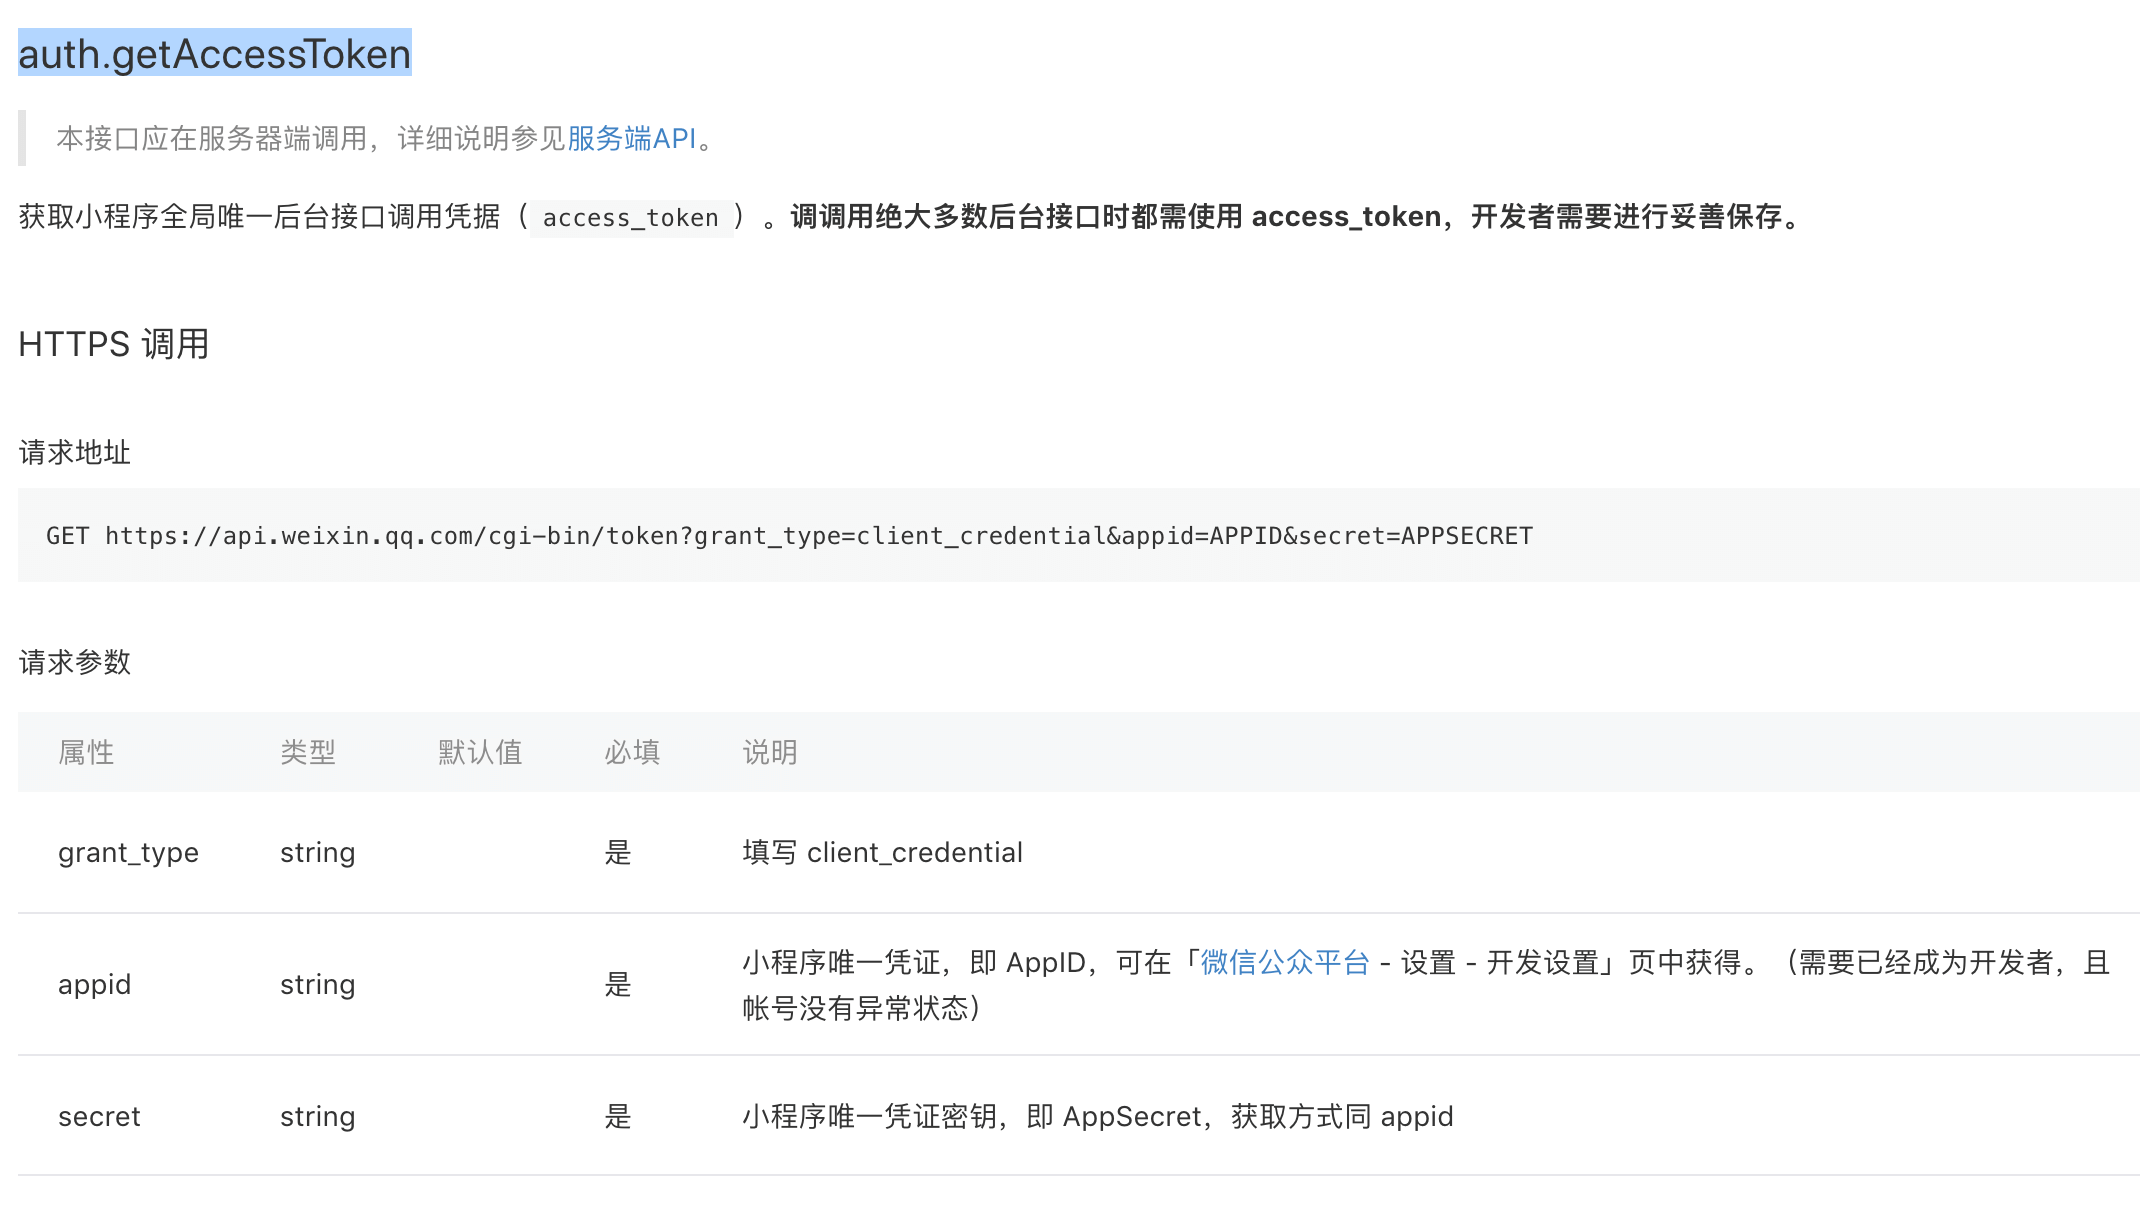 auth.getAccessToken
本接口应在服务器端调用，详细说明参见服务端API。
获取小程序全局唯一后台接口调用凭据（access_token）。调调用绝大多数后台接口时都需使用 access_token，开发者需要进行妥善保存。
HTTPS 调用
请求地址
GET https://api.weixin.qq.com/cgi-bin/token?grant_type=client_credential&appid=APPID&secret=APPSECRET
请求参数
属性 类型 默认值 必填 说明
grant_type string 是 填写 client_credential
appid string 是 小程序唯一凭证，即 AppID，可在「微信公众平台 - 设置 - 开发设置」页中获得。（需要已经成为开发者，且
帐号没有异常状态）
secret string 是 小程序唯一凭证密钥，即 AppSecret，获取方式同 appid